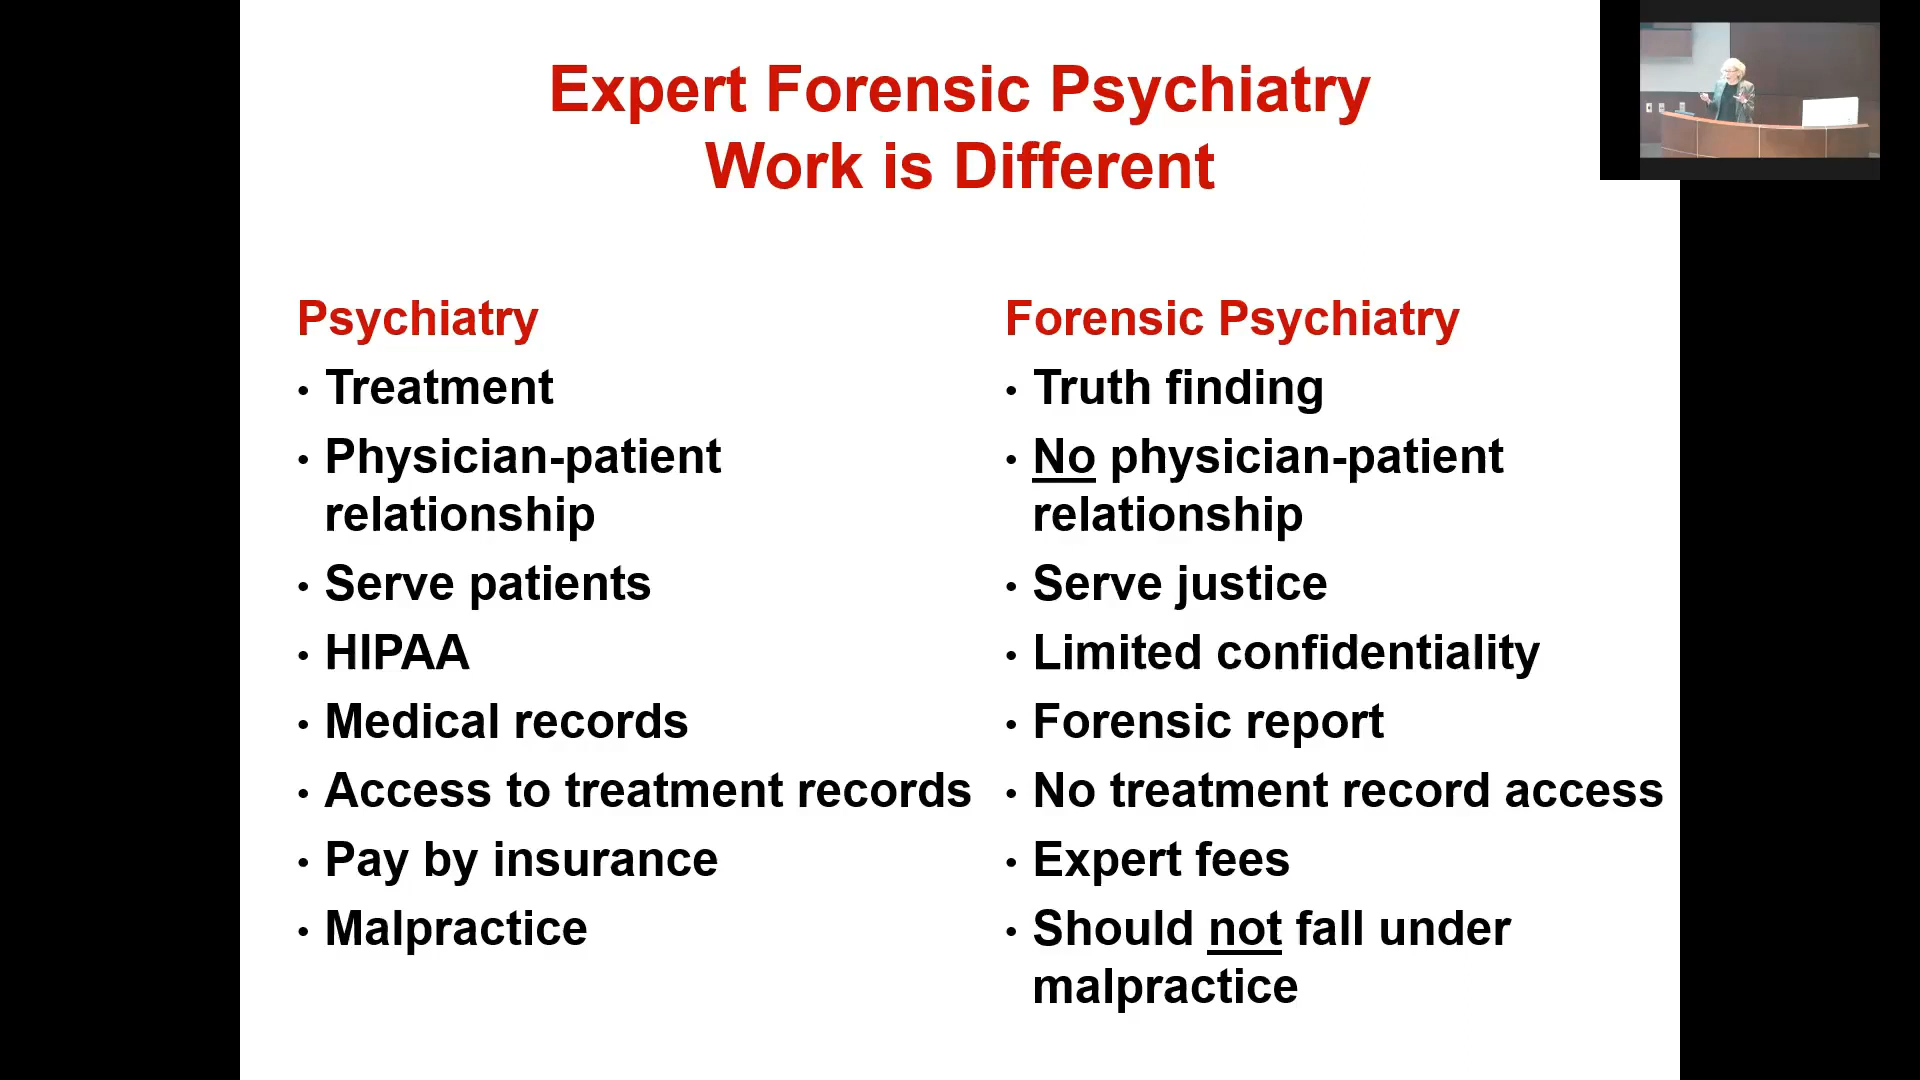 Expert Forensic Psychiatry
Work is Different
Psychiatry
• Treatment
• Physician-patient
relationship
• Serve patients
• HIPAA
• Medical records
• Access to treatment records
• Pay by insurance
• Malpractice
Forensic Psychiatry
• Truth finding
• No physician-patient
relationship
• Serve justice
• Limited confidentiality
• Forensic report
• No treatment record access
• Expert fees
• Should not fall under
malpractice